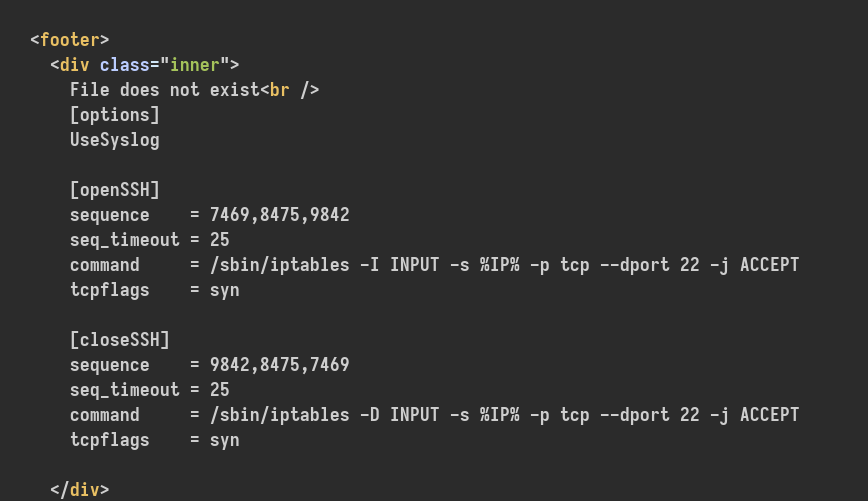 <footer>
<div class="inner">
File does not exist<br />
[options]
UseSyslog
[openSSH]
sequence = 7469,8475,9842
seq_timeout = 25
command = /sbin/iptables -I INPUT -s %IP% -p tcp --dport 22 -j ACCEPT
tcpflags = syn
[closeSSH]
sequence = 9842,8475,7469
seq_timeout = 25
command = /sbin/iptables -D INPUT -s %IP% -p tcp --dport 22 -j ACCEPT
tcpflags = syn
</div>